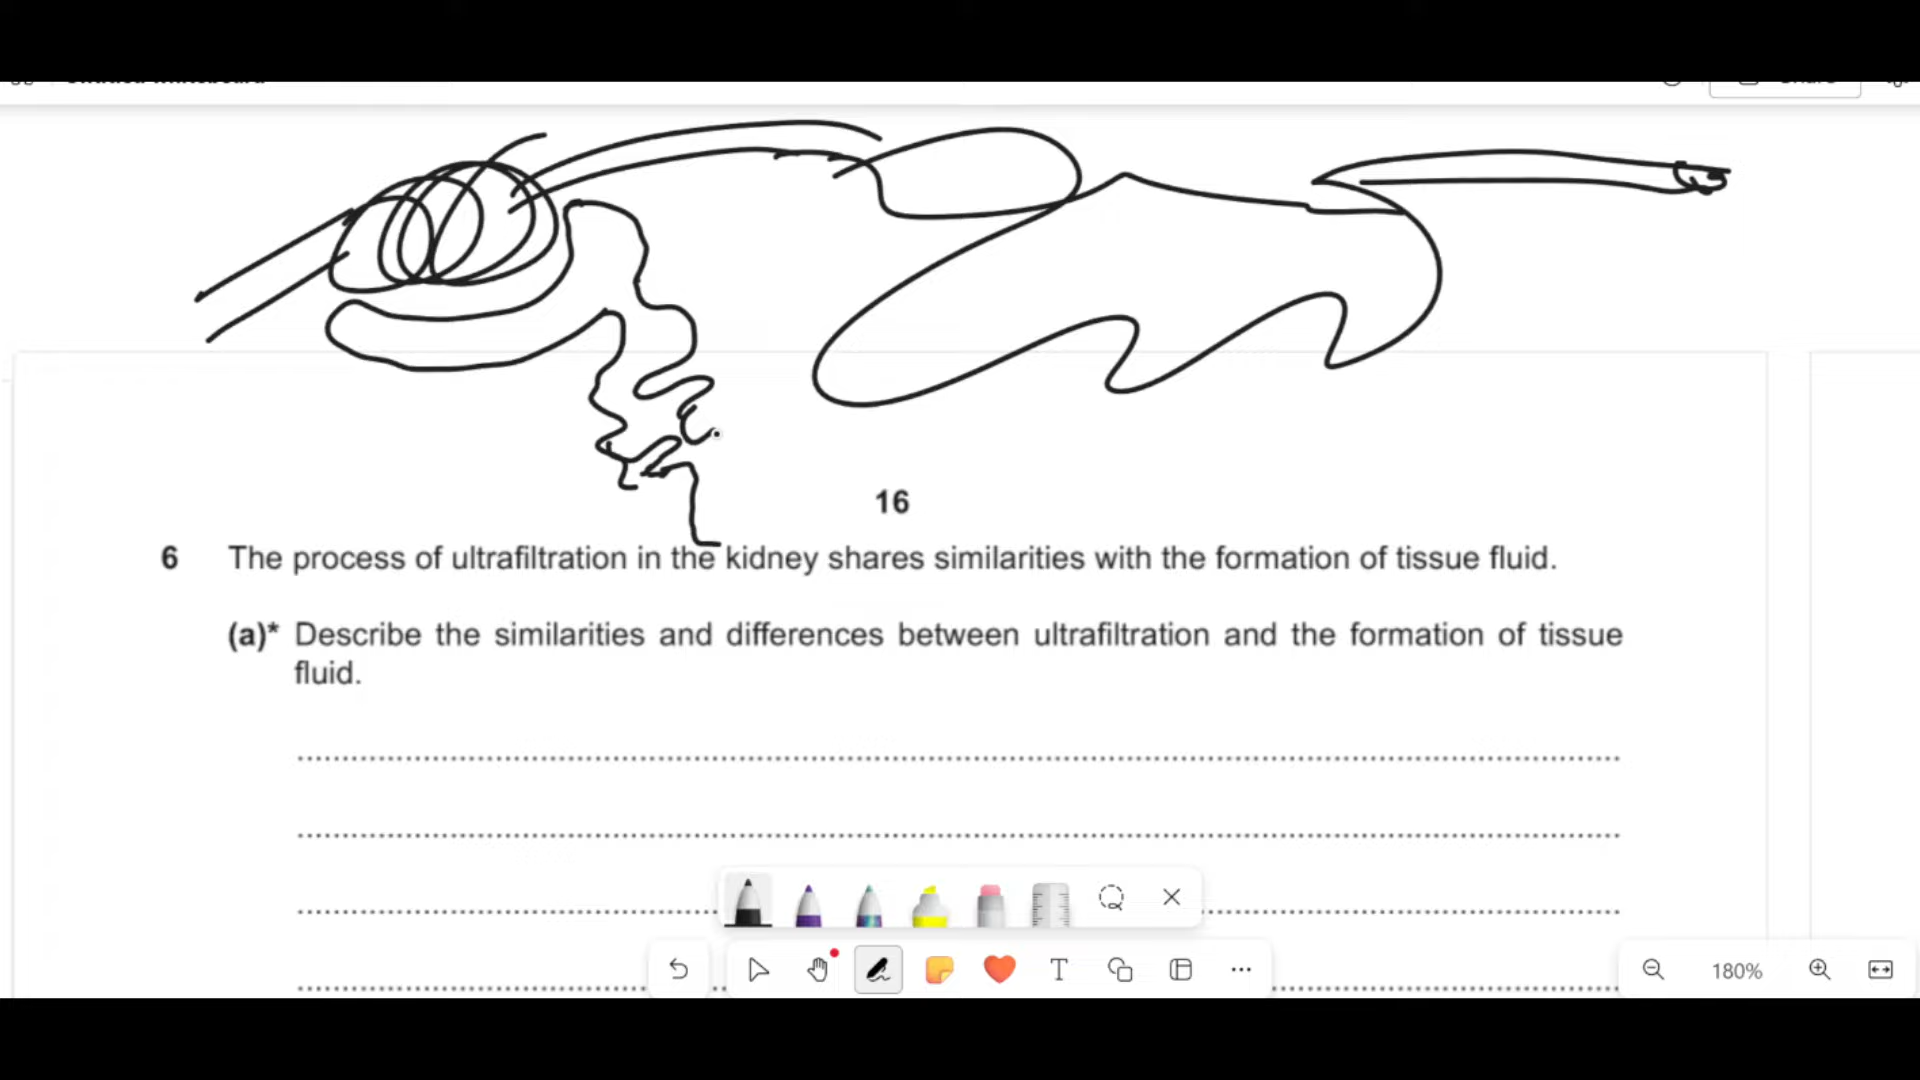 16
6 The process of ultrafiltration in the kidney shares similarities with the formation of tissue fluid.
(a)* Describe the similarities and differences between ultrafiltration and the formation of tissue
fluid.
180%